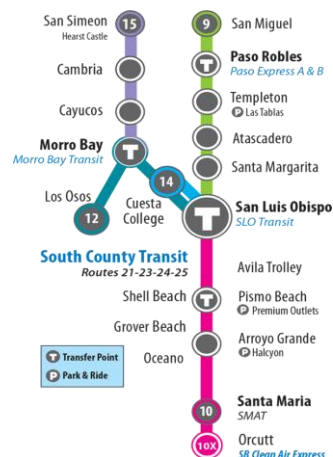 San Simeon
Hearst Castle
15
9
San Miguel
Cambria
T
Paso Robles
Paso Express A & B
Cayucos
Templeton
P Las Tablas
Atascadero
Morro Bay
Morro Bay Transit
T
Santa Margarita
14
Los Osos
12
Cuesta
College
T
San Luis Obispo
SLO Transit
South County Transit
Routes 21-23-24-25
Avila Trolley
Shell Beach
T
Pismo Beach
P Premium Outlets
Grover Beach
Arroyo Grande
P Halcyon
Oceano
T Transfer Point
P Park & Ride
10
Santa Maria
SMAT
10X
Orcutt
SB Clean Air Express